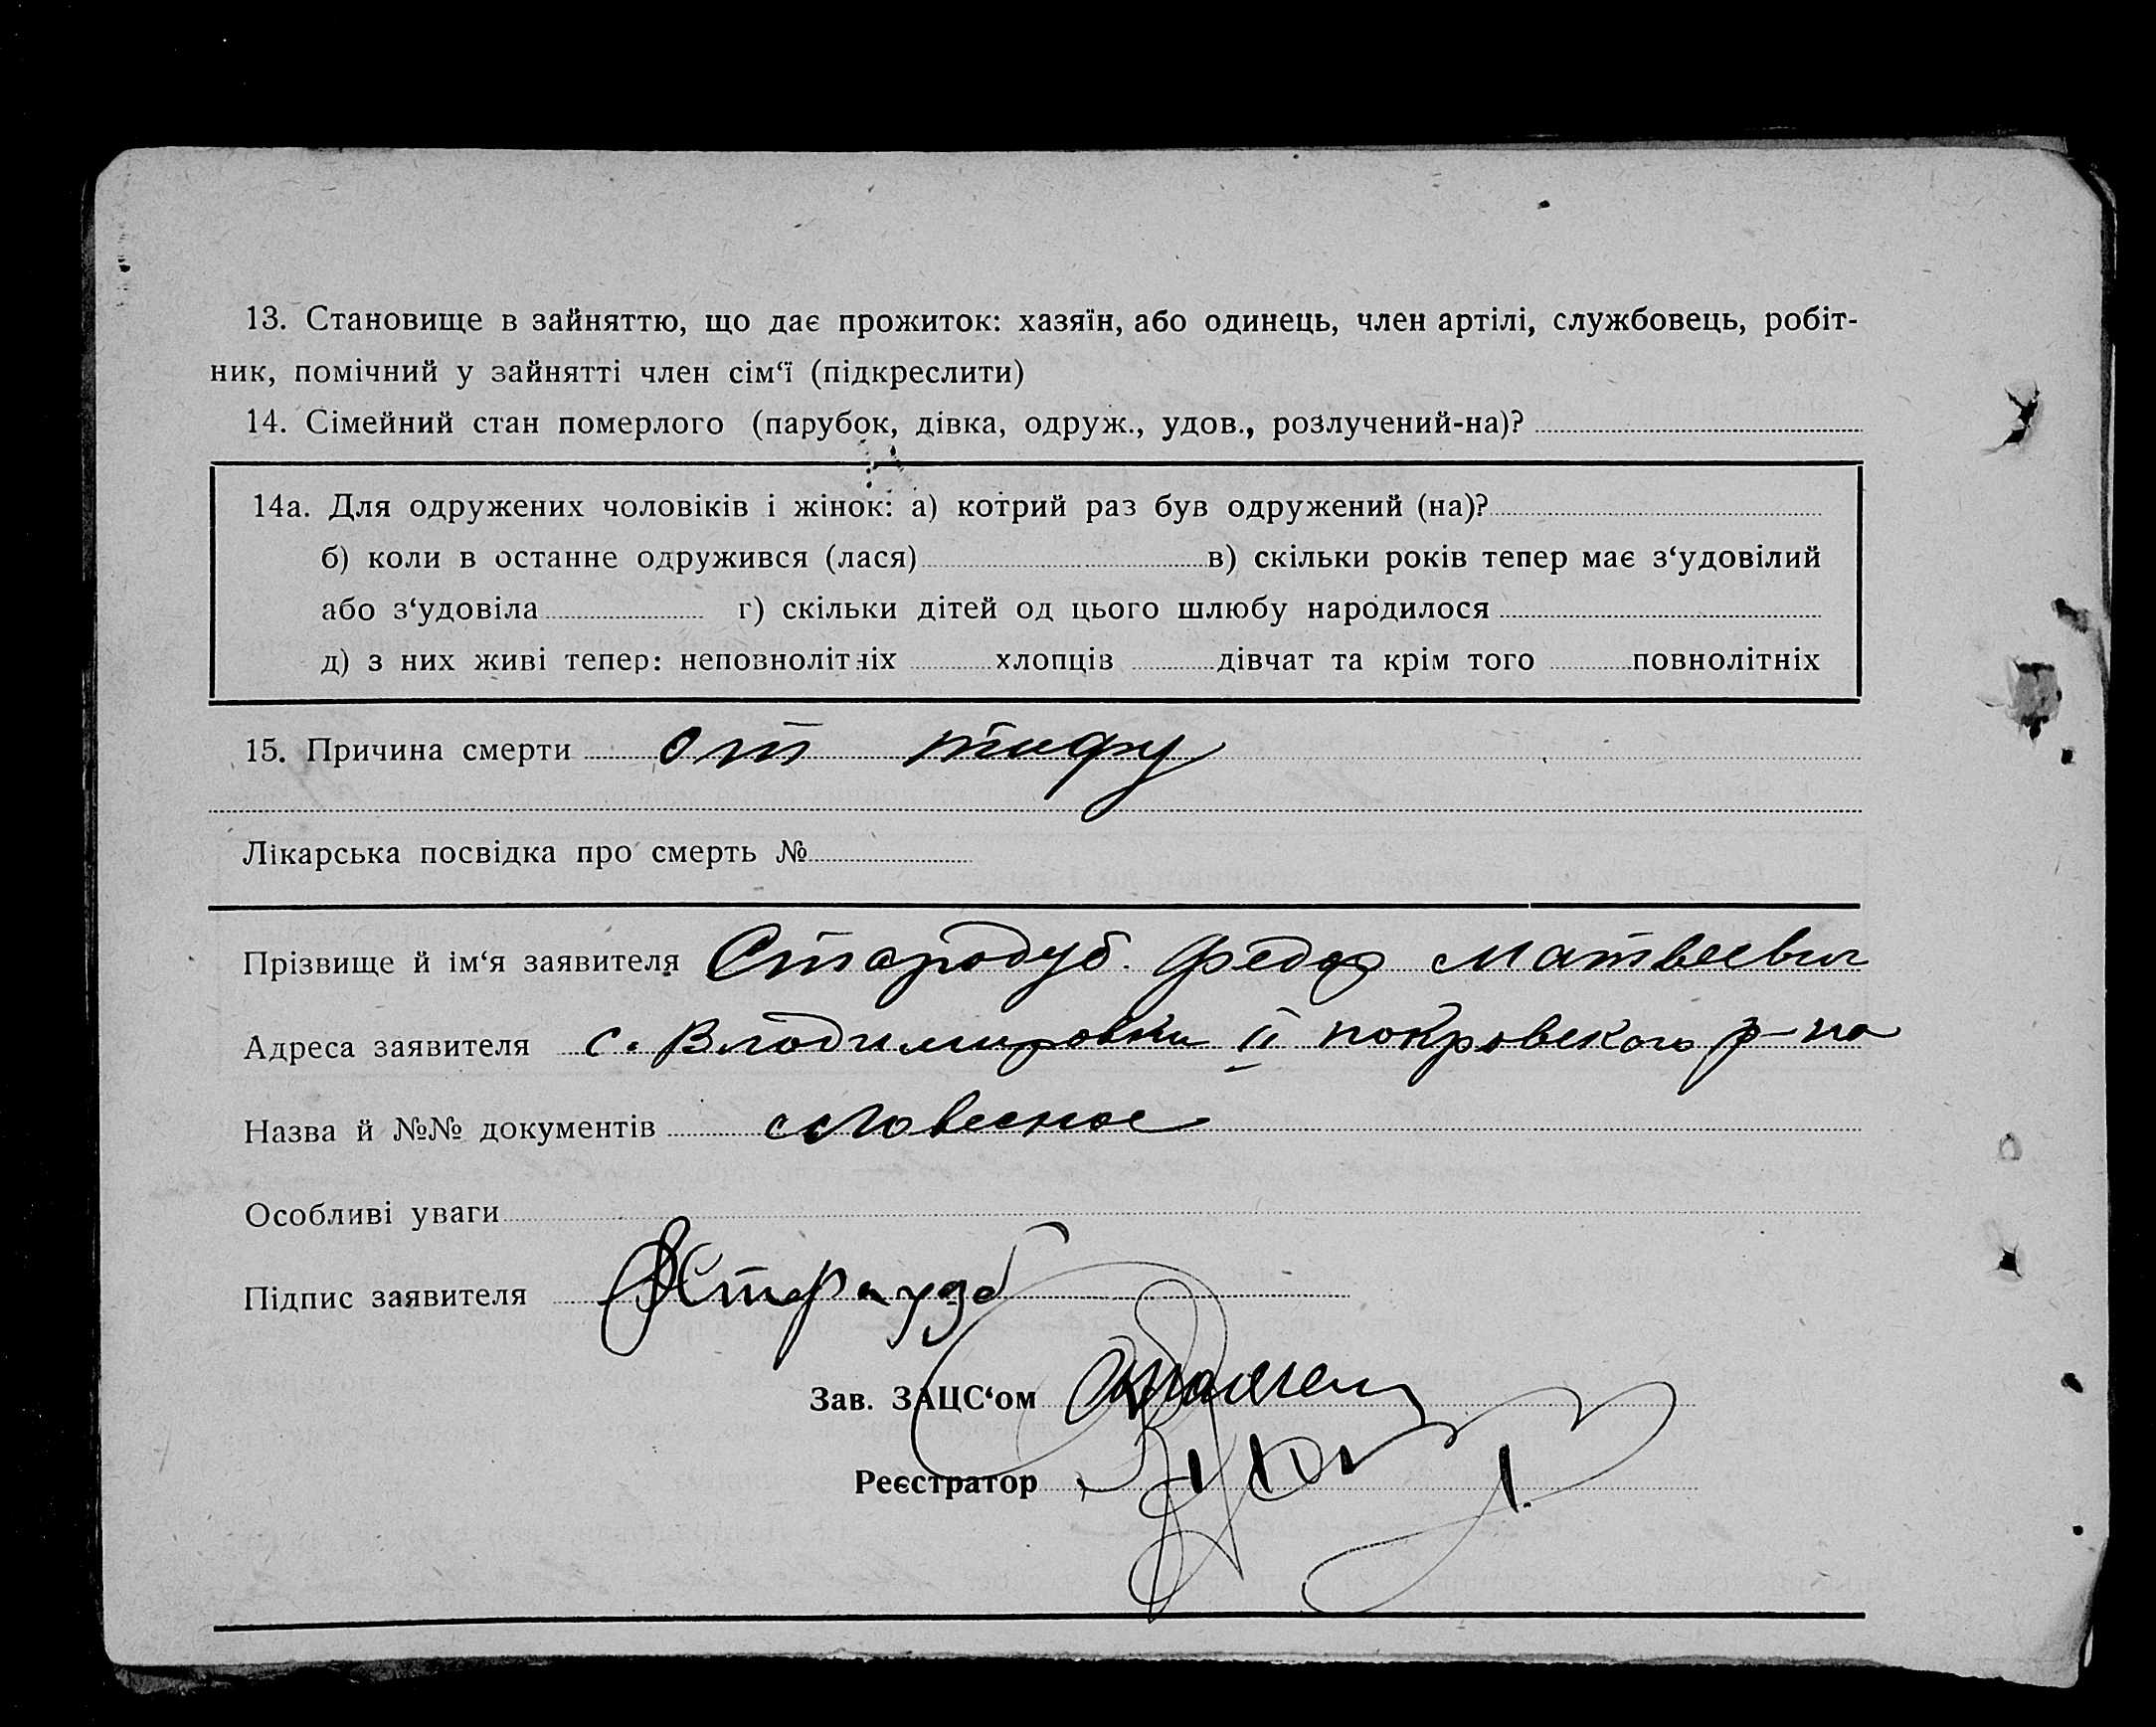 13. Становище в зайняттю, що дає прожиток: хазяїн, або одинець, член артілі, службовець, робіт-
ник, помічний у зайнятті член сім‘ї (підкреслити)
14. Сімейний стан померлого (парубок, дівка, одруж., удов., розлучений-на)?
14а. Для одружених чоловіків і жінок: а) котрий раз був одружений (на)?
б) коли в останне одружився (лася) в) скільки років тепер має з‘удовілий
або з‘удовіла г) скільки дітей од цього шлюбу народилося
д) з них живі тепер: неповнолітніх хлопців дівчат та крім того повнолітніх
15. Причина смерти от тифу
Лікарська посвідка про смерть №
Прізвище й ім‘я заявителя Стародуб Федор Матвеевич
Адреса заявителя с. Владимировки II покровского р-на
Назва й №№ документів словесное
Особливі уваги
Підпис заявителя
Зав. ЗАЦС‘ом
Реєстратор